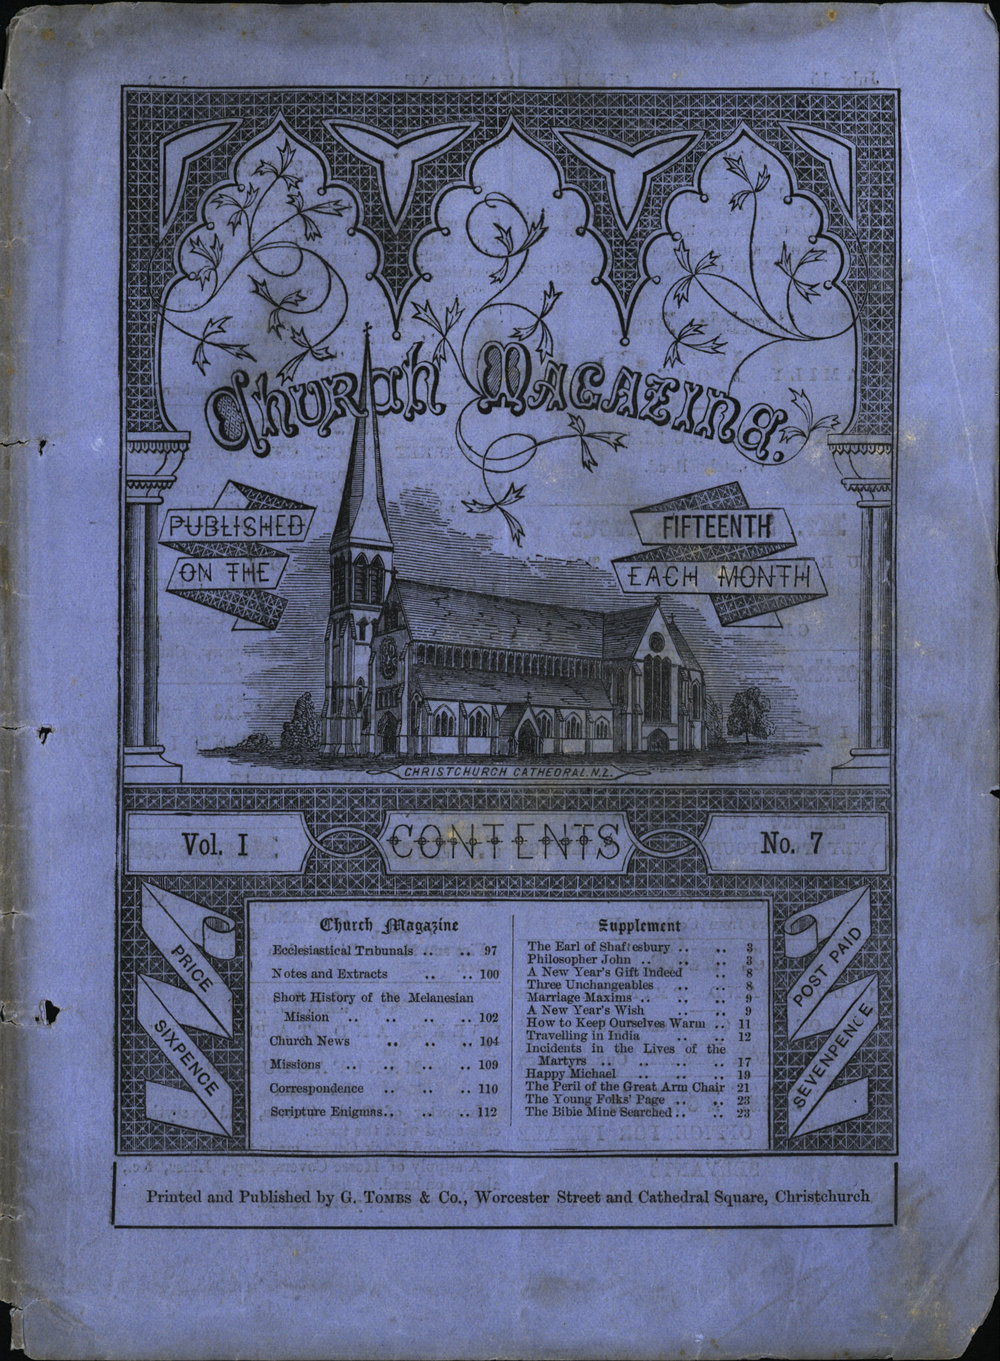 Church Magazine.
PUBLISHED
ON THE
FIFTEENTH
EACH MONTH
CHRISTCHURCH CATHEDRAL. N.Z.
Vol. I
CONTENTS
No. 7
PRICE
SIXPENCE
Church Magazine
Ecclesiastical Tribunals .. .. 97
Notes and Extracts .. .. 100
Short History of the Melanesian
Mission .. .. .. .. 102
Church News .. .. .. 104
Missions .. .. .. .. 109
Correspondence .. .. .. 110
Scripture Enigmas.. .. .. 112
Supplement
The Earl of Shaftesbury .. .. 3
Philosopher John .. .. .. 3
A New Year's Gift Indeed .. 8
Three Unchangeables .. .. 8
Marriage Maxims .. .. .. 9
A New Year's Wish .. .. 9
How to Keep Ourselves Warm .. 11
Travelling in India .. .. 12
Incidents in the Lives of the
Martyrs .. .. .. .. 17
Happy Michael .. .. .. 19
The Peril of the Great Arm Chair 21
The Young Folks' Page .. .. 23
The Bible Mine Searched .. .. 23
POST PAID
SEVENPENCE
Printed and Published by G. TOMBS & Co., Worcester Street and Cathedral Square, Christchurch